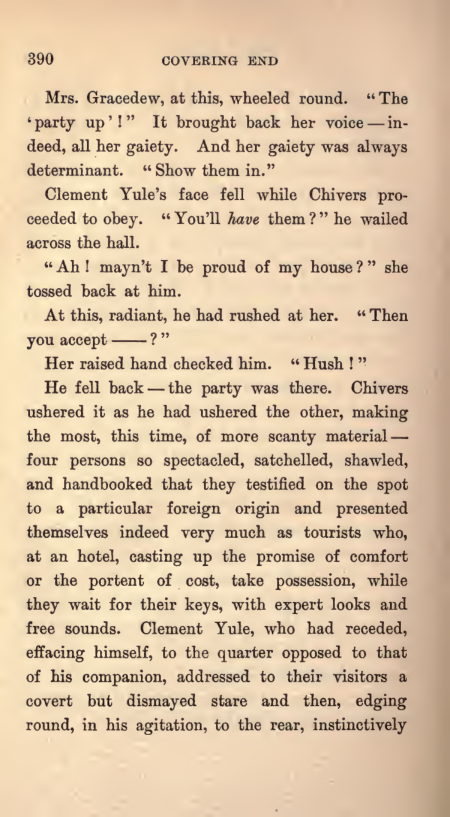 390 COVERING END
Mrs. Gracedew, at this, wheeled round. “The
‘party up’!” It brought back her voice — in-
deed, all her gaiety. And her gaiety was always
determinant. “Show them in.”
Clement Yule's face fell while Chivers pro-
ceeded to obey. “You'll have them?” he wailed
across the hall.
“Ah! mayn't I be proud of my house?” she
tossed back at him.
At this, radiant, he had rushed at her. “Then
you accept ——?”
Her raised hand checked him. “Hush!”
He fell back — the party was there. Chivers
ushered it as he had ushered the other, making
the most, this time, of more scanty material —
four persons so spectacled, satchelled, shawled,
and handbooked that they testified on the spot
to a particular foreign origin and presented
themselves indeed very much as tourists who,
at an hotel, casting up the promise of comfort
or the portent of cost, take possession, while
they wait for their keys, with expert looks and
free sounds. Clement Yule, who had receded,
effacing himself, to the quarter opposed to that
of his companion, addressed to their visitors a
covert but dismayed stare and then, edging
round, in his agitation, to the rear, instinctively